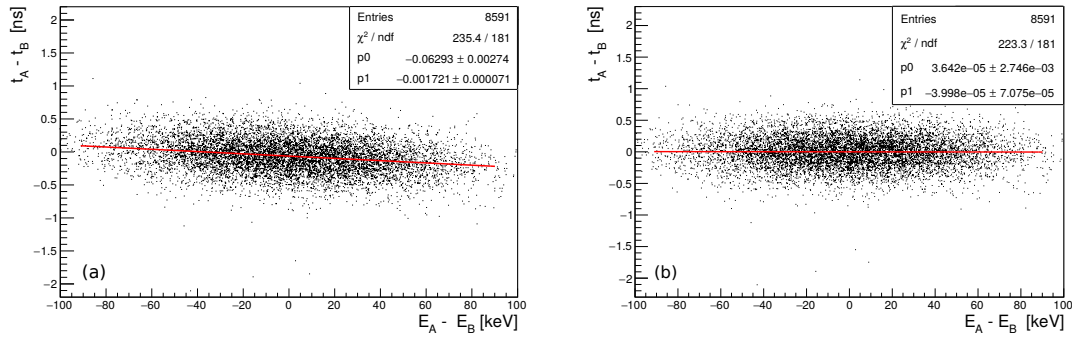 t_A - t_B [ns]
2
1.5
1
0.5
0
−0.5
−1
−1.5
−2
Entries 8591
χ² / ndf 235.4 / 181
p0 −0.06293 ± 0.00274
p1 −0.001721 ± 0.000071
(a)
−100 −80 −60 −40 −20 0 20 40 60 80 100
E_A - E_B [keV]
t_A - t_B [ns]
2
1.5
1
0.5
0
−0.5
−1
−1.5
−2
Entries 8591
χ² / ndf 223.3 / 181
p0 3.642e−05 ± 2.746e−03
p1 −3.998e−05 ± 7.075e−05
(b)
−100 −80 −60 −40 −20 0 20 40 60 80 100
E_A - E_B [keV]